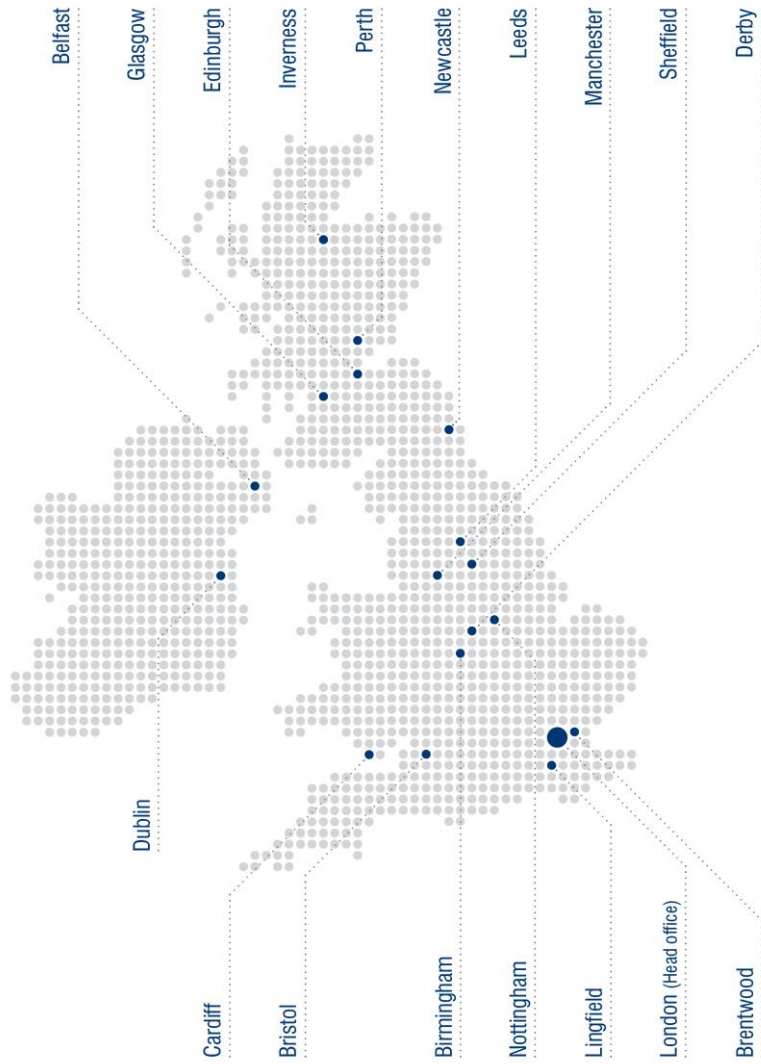 Belfast
Glasgow
Edinburgh
Inverness
Perth
Newcastle
Leeds
Manchester
Sheffield
Derby
Dublin
Cardiff
Bristol
Birmingham
Nottingham
Lingfield
London (Head office)
Brentwood